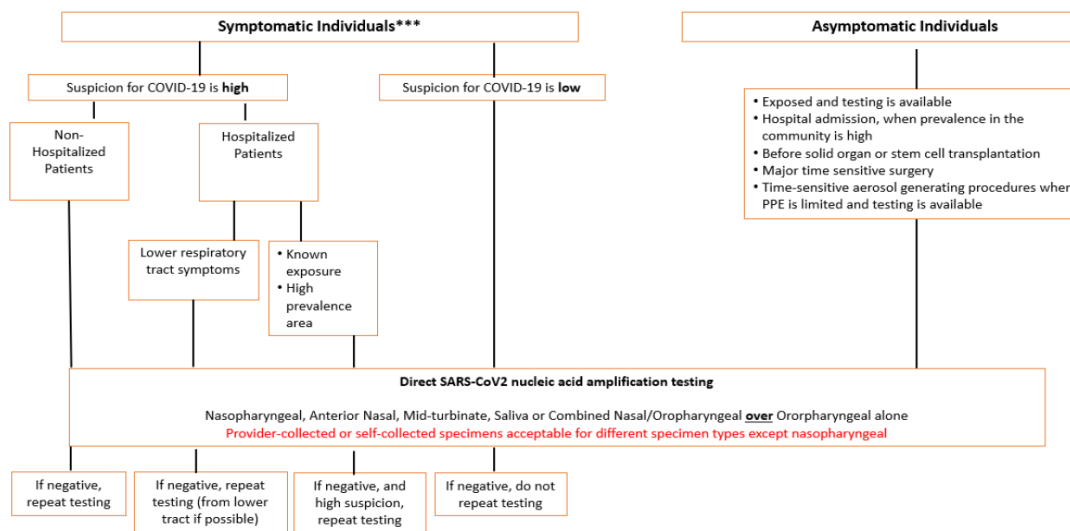 Symptomatic Individuals***
Asymptomatic Individuals
Suspicion for COVID-19 is high
Suspicion for COVID-19 is low
• Exposed and testing is available
• Hospital admission, when prevalence in the
community is high
• Before solid organ or stem cell transplantation
• Major time sensitive surgery
• Time-sensitive aerosol generating procedures when
PPE is limited and testing is available
Non-
Hospitalized
Patients
Hospitalized
Patients
Lower respiratory
tract symptoms
• Known
exposure
• High
prevalence
area
Direct SARS-CoV2 nucleic acid amplification testing
Nasopharyngeal, Anterior Nasal, Mid-turbinate, Saliva or Combined Nasal/Oropharyngeal over Ororpharyngeal alone
Provider-collected or self-collected specimens acceptable for different specimen types except nasopharyngeal
If negative,
repeat testing
If negative, repeat
testing (from lower
tract if possible)
If negative, and
high suspicion,
repeat testing
If negative, do not
repeat testing